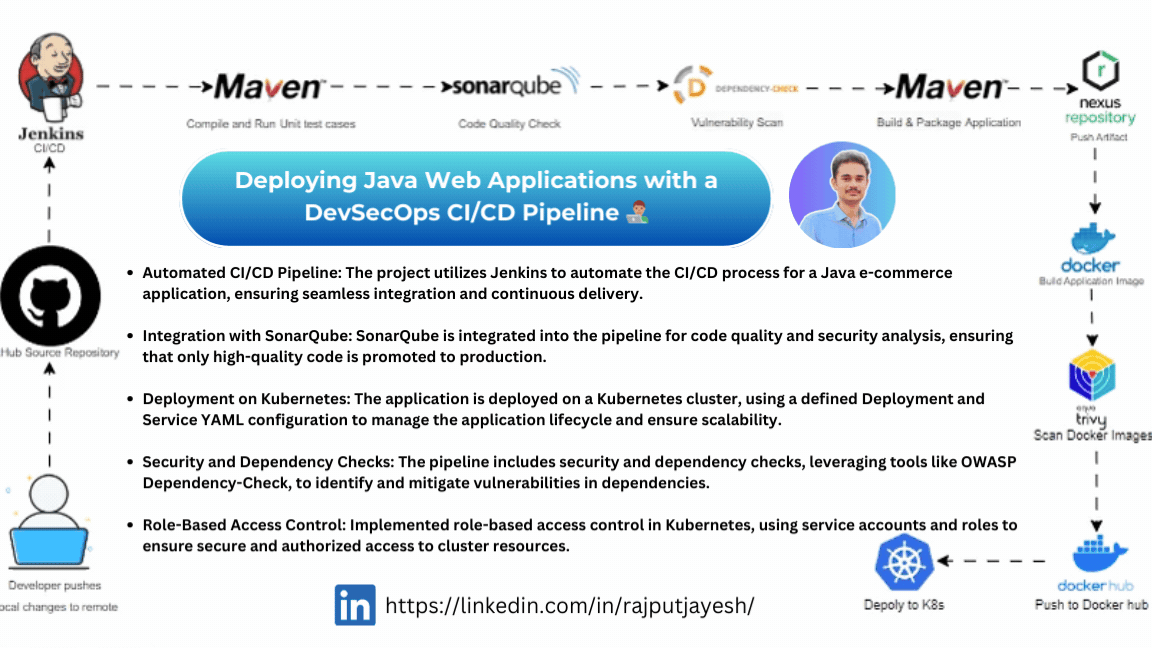 Jenkins
CI/CD
Maven™
Compile and Run Unit test cases
sonarqube
Code Quality Check
DEPENDENCY-CHECK
Vulnerability Scan
Maven™
Build & Package Application
nexus
repository
Push Artifact
Deploying Java Web Applications with a
DevSecOps CI/CD Pipeline
docker
Build Application Image
• Automated CI/CD Pipeline: The project utilizes Jenkins to automate the CI/CD process for a Java e-commerce
application, ensuring seamless integration and continuous delivery.
Hub Source Repository
• Integration with SonarQube: SonarQube is integrated into the pipeline for code quality and security analysis, ensuring
that only high-quality code is promoted to production.
• Deployment on Kubernetes: The application is deployed on a Kubernetes cluster, using a defined Deployment and
Service YAML configuration to manage the application lifecycle and ensure scalability.
aqua
trivy
Scan Docker Images
• Security and Dependency Checks: The pipeline includes security and dependency checks, leveraging tools like OWASP
Dependency-Check, to identify and mitigate vulnerabilities in dependencies.
• Role-Based Access Control: Implemented role-based access control in Kubernetes, using service accounts and roles to
ensure secure and authorized access to cluster resources.
Developer pushes
ocal changes to remote
in https://linkedin.com/in/rajputjayesh/
Depoly to K8s
dockerhub
Push to Docker hub